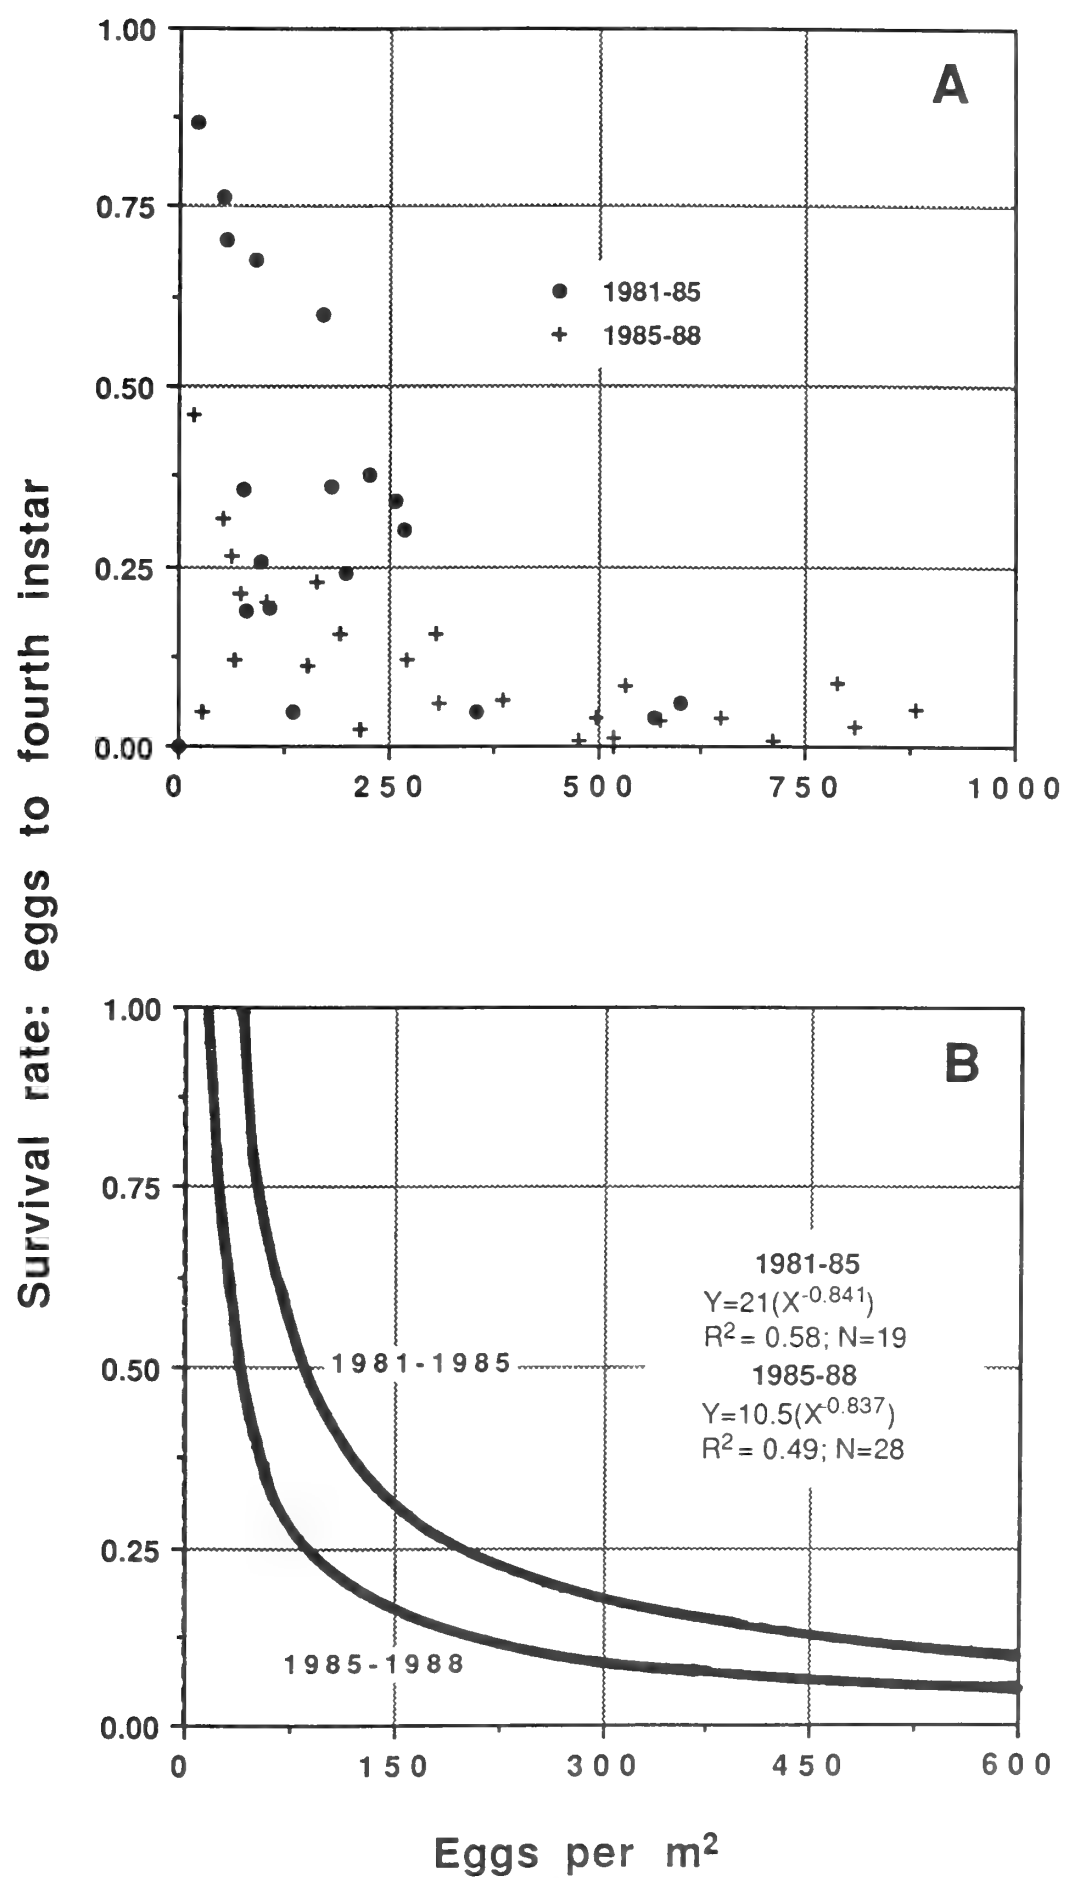 Survival rate: eggs to fourth instar
1.00
A
0.75
1981-85
1985-88
0.50
0.25
0.00
0 250 500 750 1000
1.00
B
0.75
1981-85
Y=21(X^-0.841)
R²= 0.58; N=19
0.50
1981-1985
1985-88
Y=10.5(X^-0.837)
R²= 0.49; N=28
0.25
1985-1988
0.00
0 150 300 450 600
Eggs per m²